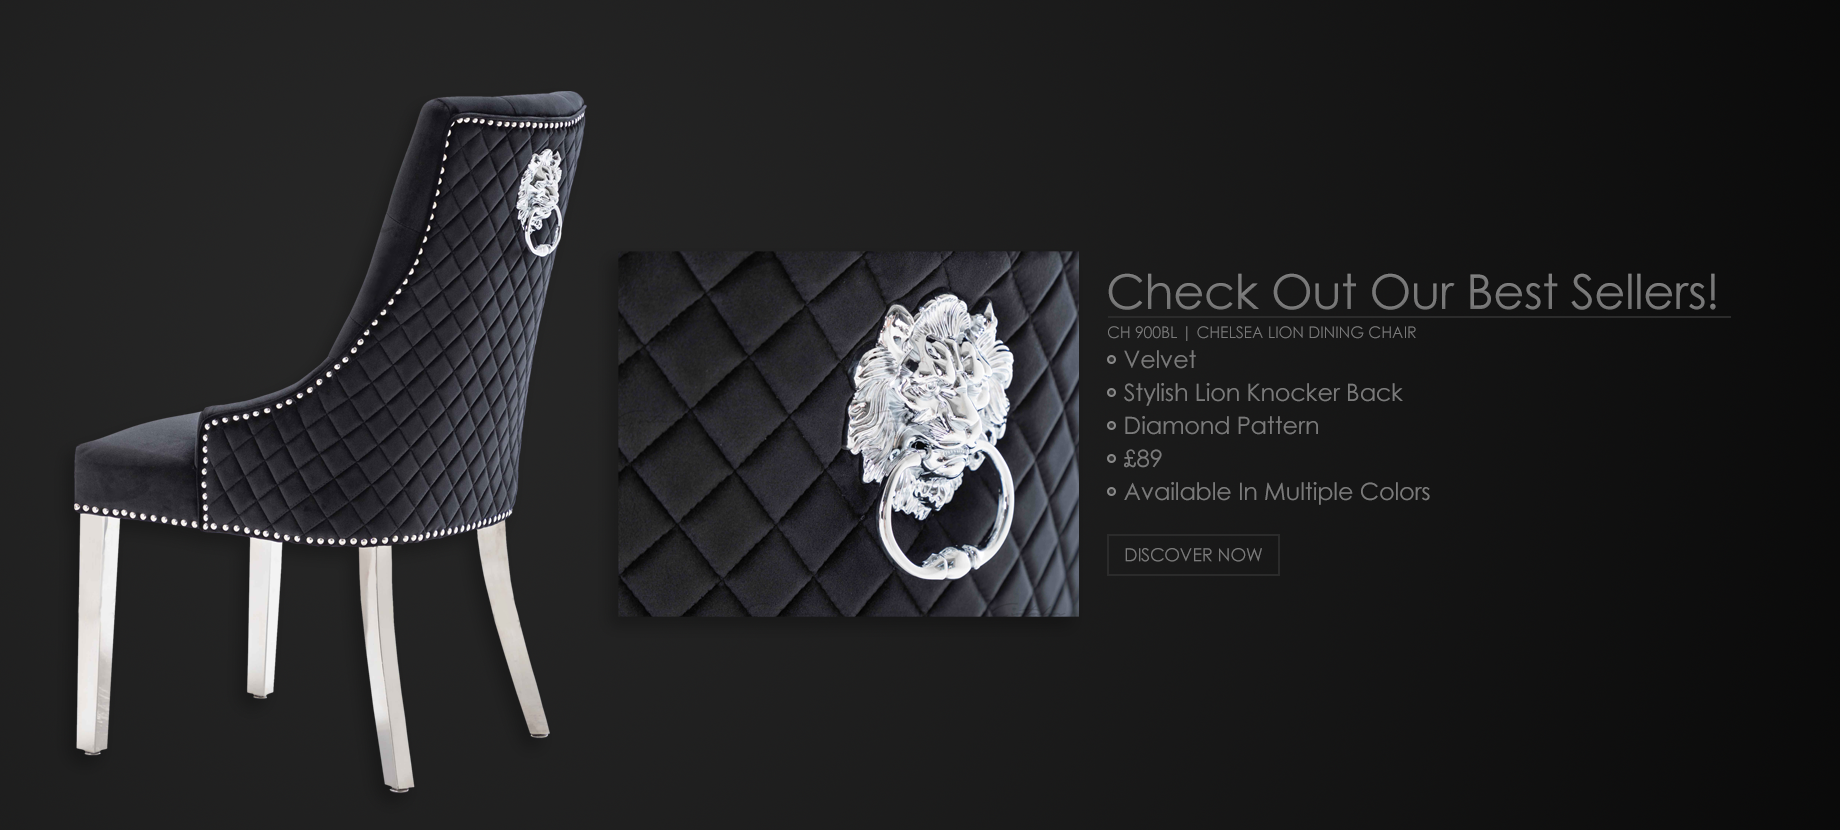 Check Out Our Best Sellers!
CH 900BL | CHELSEA LION DINING CHAIR
Velvet
Stylish Lion Knocker Back
Diamond Pattern
£89
Available In Multiple Colors
DISCOVER NOW